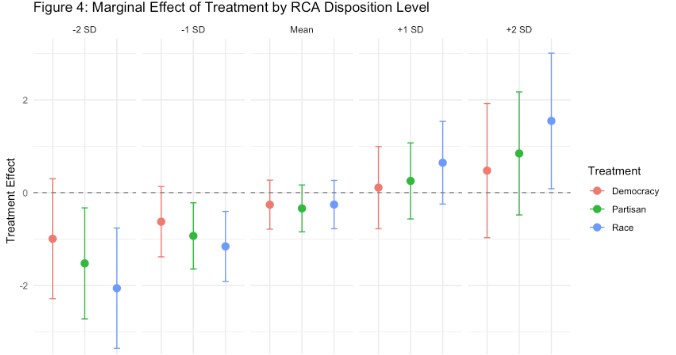 Figure 4: Marginal Effect of Treatment by RCA Disposition Level
-2 SD
-1 SD
Mean
+1 SD
+2 SD
2
0
-2
Treatment Effect
Treatment
Democracy
Partisan
Race